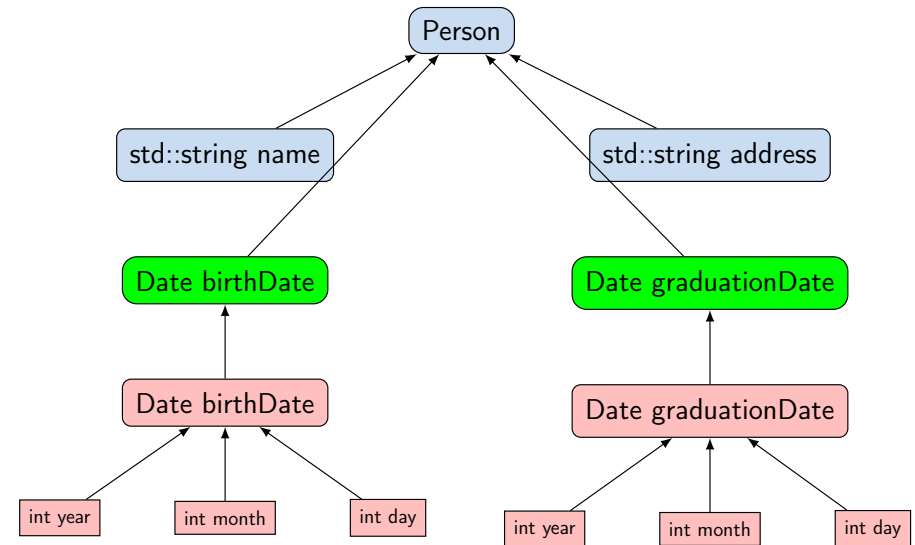 Person
std::string name
std::string address
Date birthDate
Date graduationDate
Date birthDate
Date graduationDate
int year
int month
int day
int year
int month
int day